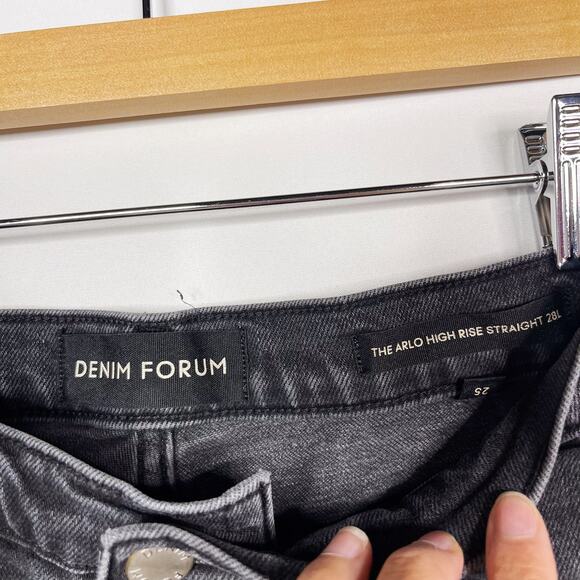 DENIM FORUM
THE ARLO HIGH RISE STRAIGHT 28L
25